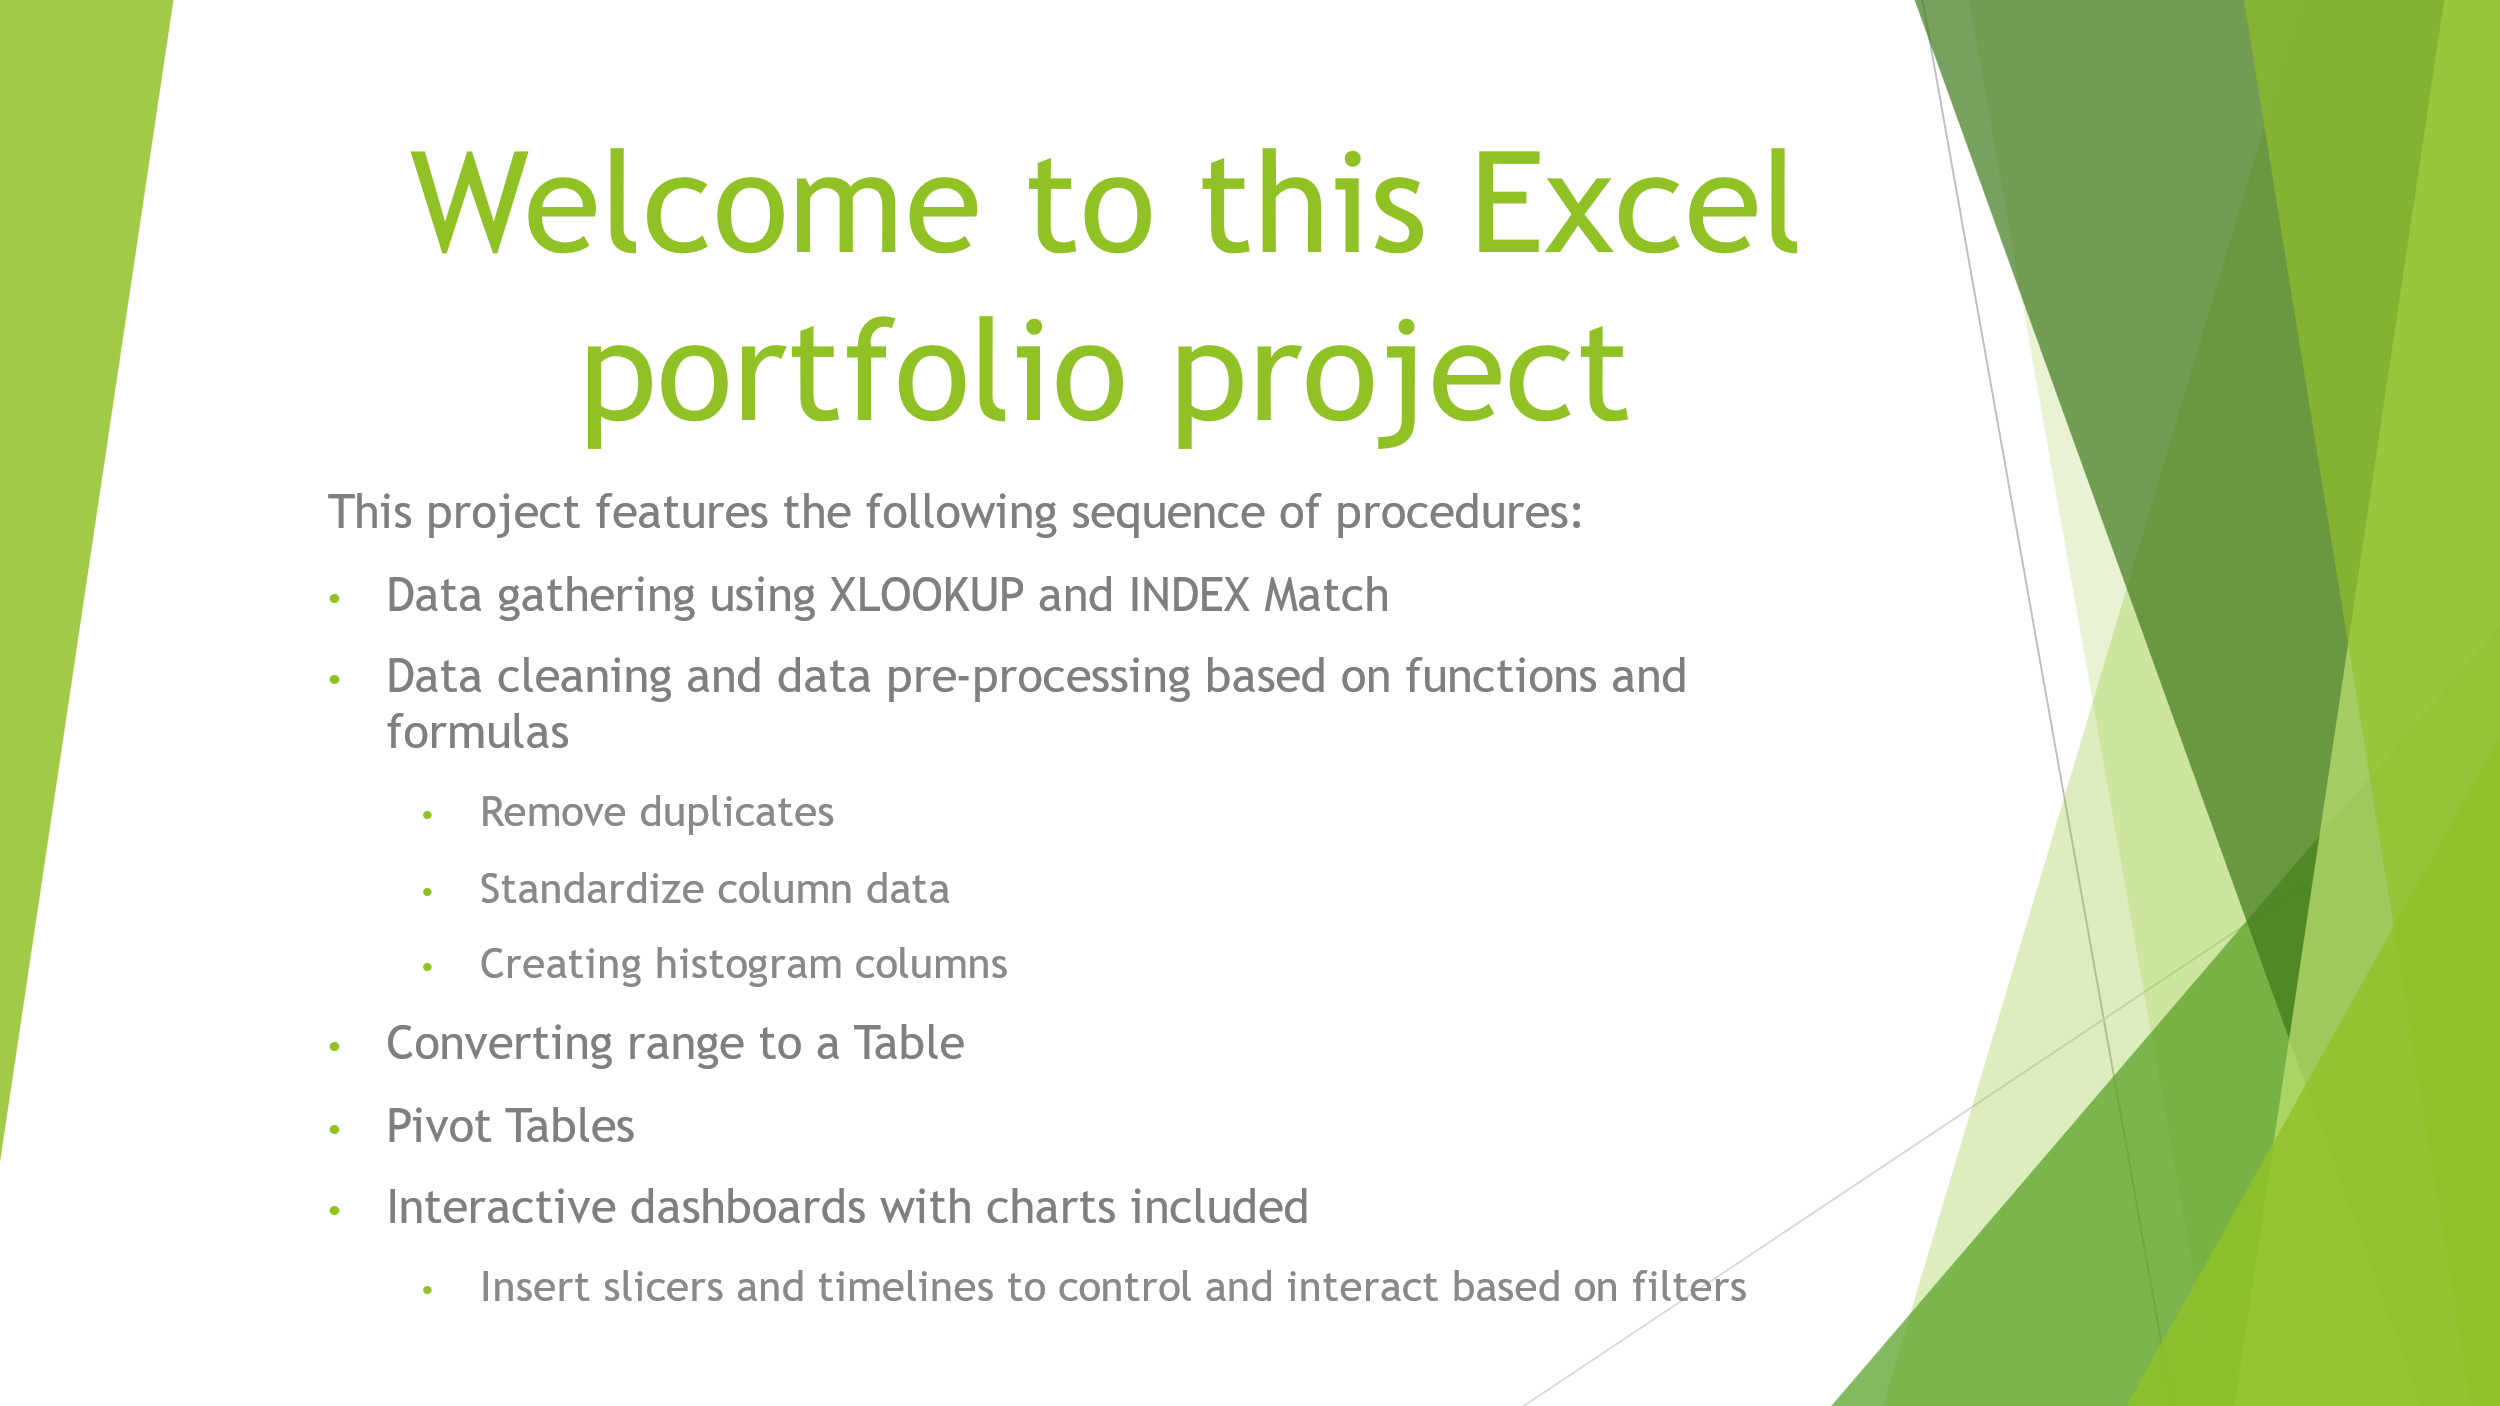 Welcome to this Excel
portfolio project
This project features the following sequence of procedures:
• Data gathering using XLOOKUP and INDEX Match
• Data cleaning and data pre-processing based on functions and
formulas
• Remove duplicates
• Standardize column data
• Creating histogram columns
• Converting range to a Table
• Pivot Tables
• Interactive dashboards with charts included
• Insert slicers and timelines to control and interact based on filters